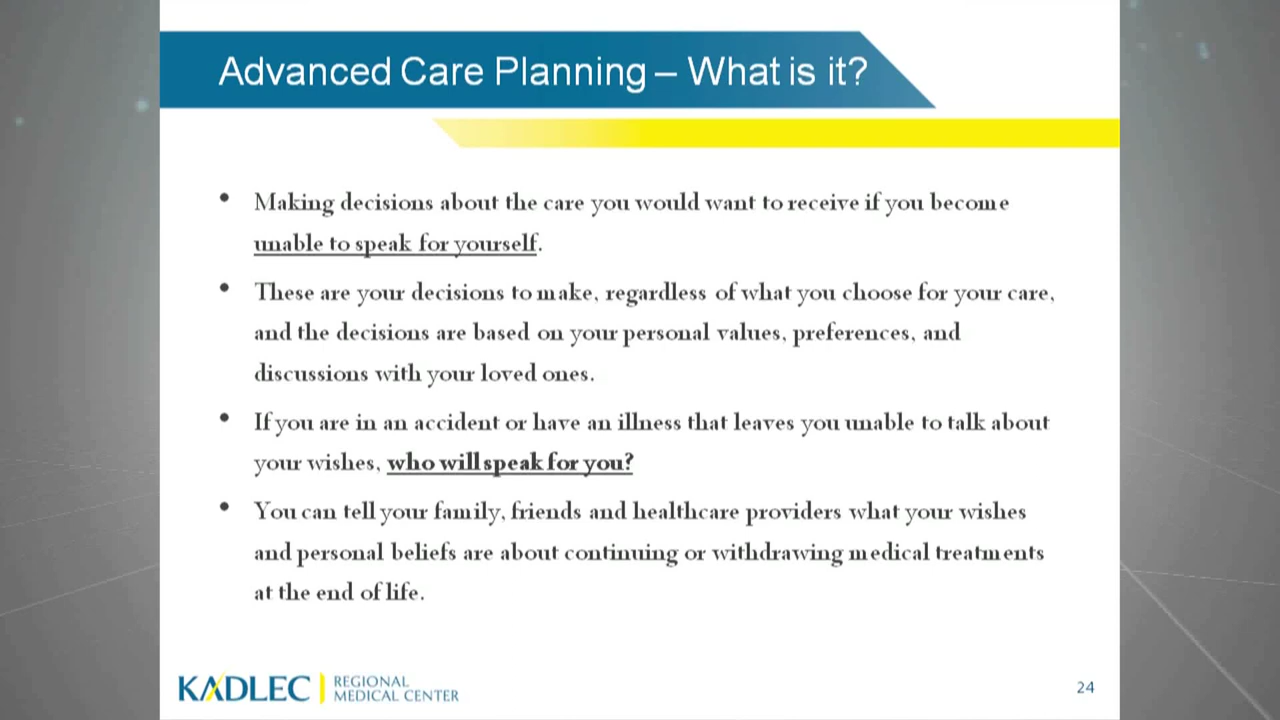 Advanced Care Planning – What is it?
• Making decisions about the care you would want to receive if you become
unable to speak for yourself.
• These are your decisions to make, regardless of what you choose for your care,
and the decisions are based on your personal values, preferences, and
discussions with your loved ones.
• If you are in an accident or have an illness that leaves you unable to talk about
your wishes, who will speak for you?
• You can tell your family, friends and healthcare providers what your wishes
and personal beliefs are about continuing or withdrawing medical treatments
at the end of life.
KADLEC
REGIONAL
MEDICAL CENTER
24